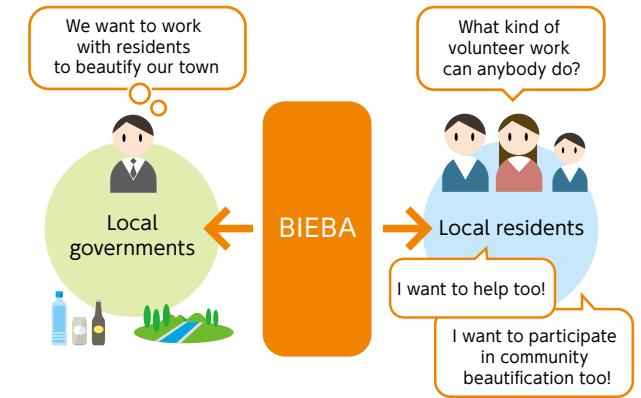 We want to work
with residents
to beautify our town
What kind of
volunteer work
can anybody do?
Local
governments
BIEBA
Local residents
I want to help too!
I want to participate
in community
beautification too!